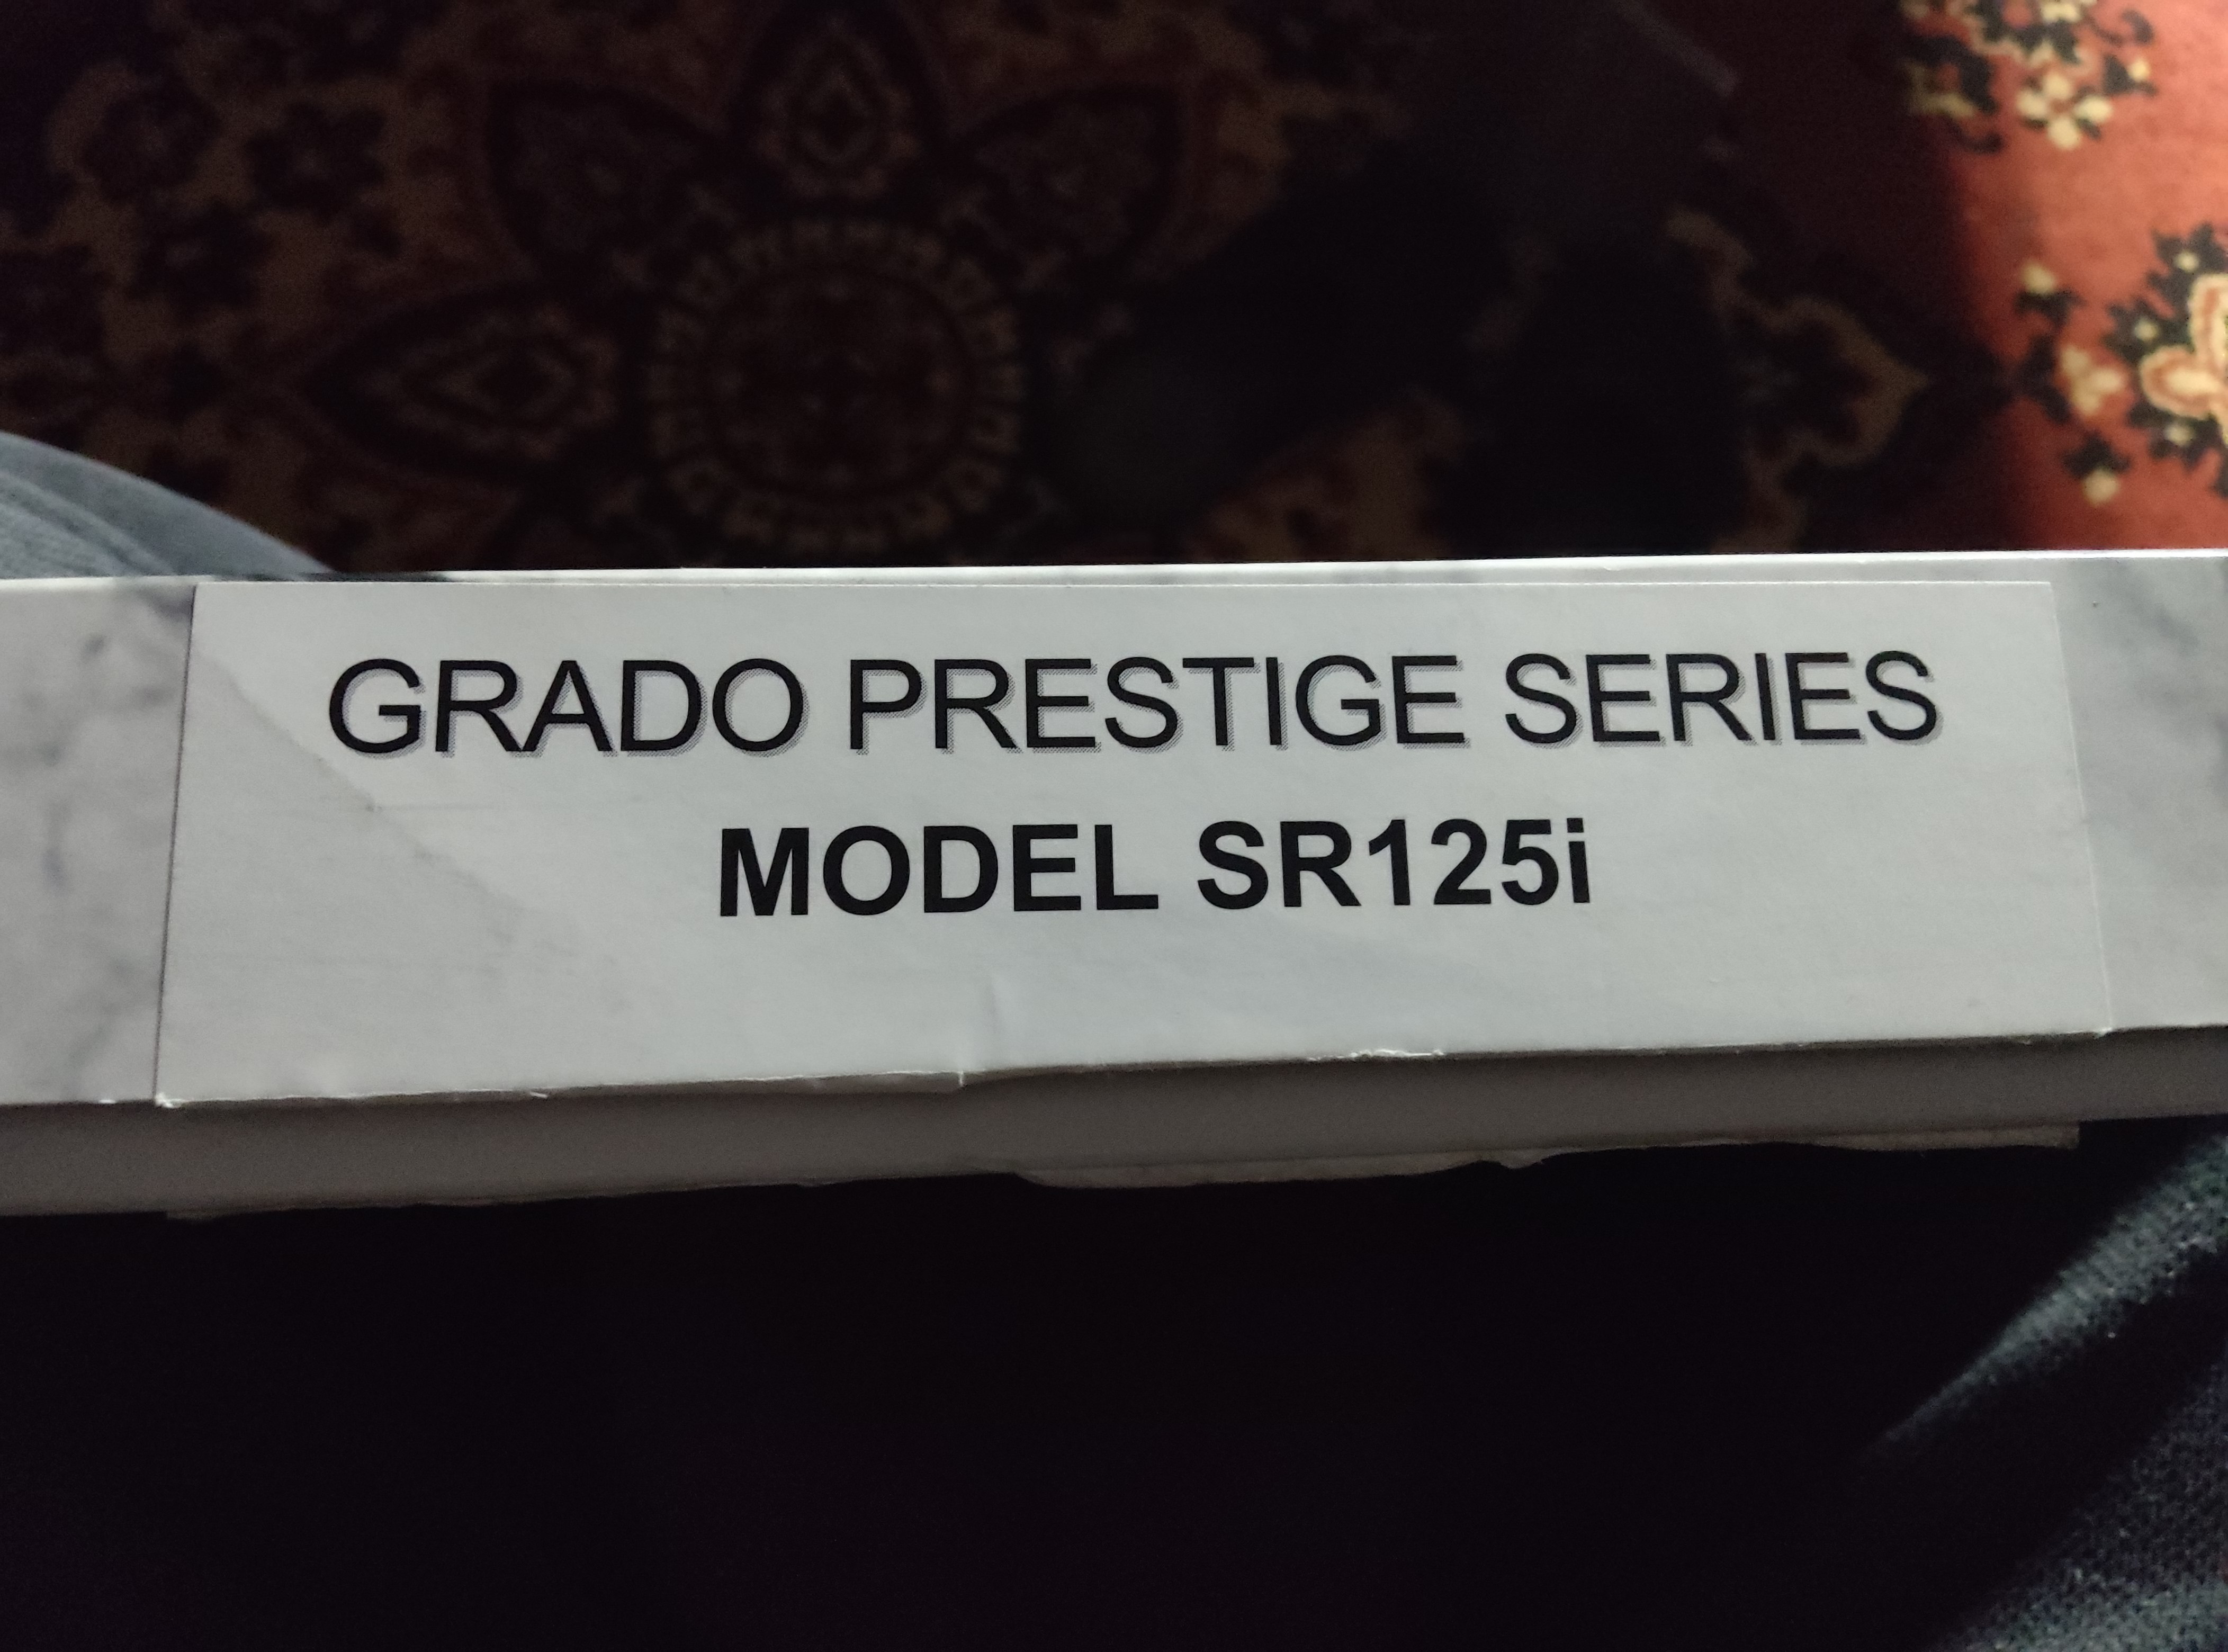 GRADO PRESTIGE SERIES
MODEL SR125i